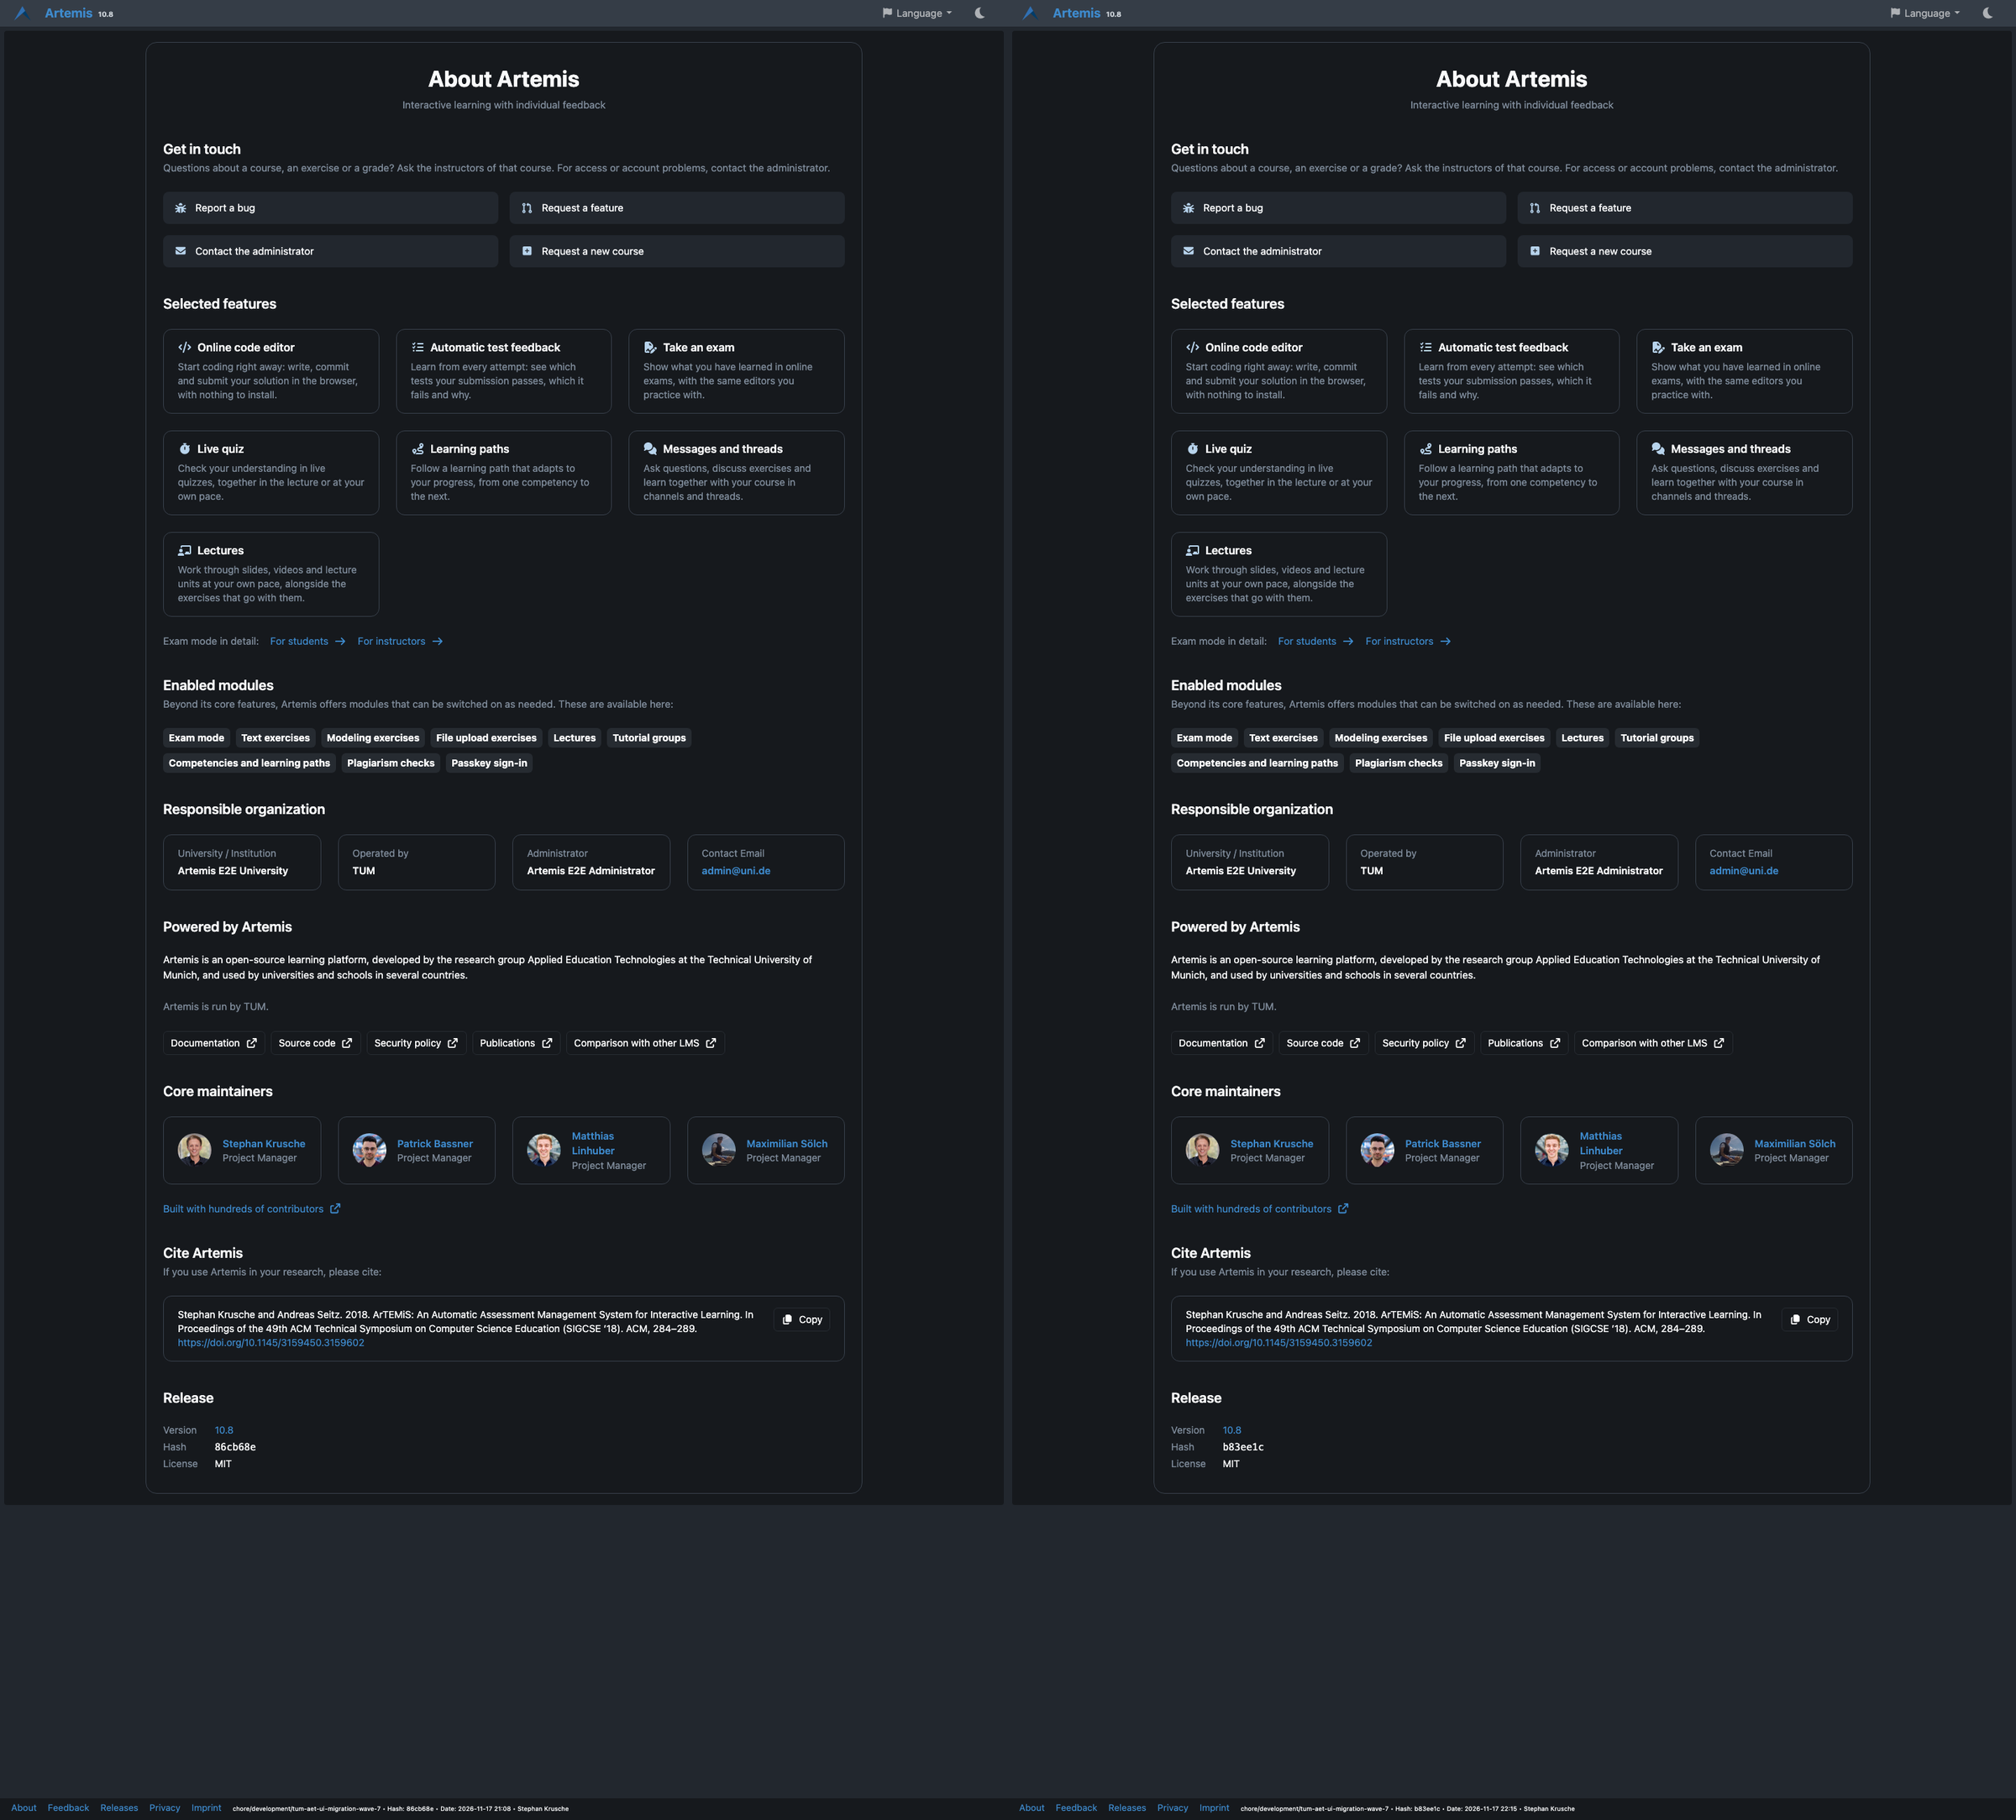 Artemis 10.8
Language
About Artemis
Interactive learning with individual feedback
Get in touch
Questions about a course, an exercise or a grade? Ask the instructors of that course. For access or account problems, contact the administrator.
Report a bug
Request a feature
Contact the administrator
Request a new course
Selected features
Online code editor
Start coding right away: write, commit
and submit your solution in the browser,
with nothing to install.
Automatic test feedback
Learn from every attempt: see which
tests your submission passes, which it
fails and why.
Take an exam
Show what you have learned in online
exams, with the same editors you
practice with.
Live quiz
Check your understanding in live
quizzes, together in the lecture or at your
own pace.
Learning paths
Follow a learning path that adapts to
your progress, from one competency to
the next.
Messages and threads
Ask questions, discuss exercises and
learn together with your course in
channels and threads.
Lectures
Work through slides, videos and lecture
units at your own pace, alongside the
exercises that go with them.
Exam mode in detail: For students For instructors
Enabled modules
Beyond its core features, Artemis offers modules that can be switched on as needed. These are available here:
Exam mode Text exercises Modeling exercises File upload exercises Lectures Tutorial groups
Competencies and learning paths Plagiarism checks Passkey sign-in
Responsible organization
University / Institution
Artemis E2E University
Operated by
TUM
Administrator
Artemis E2E Administrator
Contact Email
admin@uni.de
Powered by Artemis
Artemis is an open-source learning platform, developed by the research group Applied Education Technologies at the Technical University of
Munich, and used by universities and schools in several countries.
Artemis is run by TUM.
Documentation Source code Security policy Publications Comparison with other LMS
Core maintainers
Stephan Krusche
Project Manager
Patrick Bassner
Project Manager
Matthias
Linhuber
Project Manager
Maximilian Sölch
Project Manager
Built with hundreds of contributors
Cite Artemis
If you use Artemis in your research, please cite:
Stephan Krusche and Andreas Seitz. 2018. ArTEMiS: An Automatic Assessment Management System for Interactive Learning. In
Proceedings of the 49th ACM Technical Symposium on Computer Science Education (SIGCSE ’18). ACM, 284–289.
https://doi.org/10.1145/3159450.3159602
Copy
Release
Version 10.8
Hash 86cb68e
License MIT
About Feedback Releases Privacy Imprint chore/development/tum-aet-ui-migration-wave-7 • Hash: 86cb68e • Date: 2026-11-17 21:08 • Stephan Krusche
Artemis 10.8
Language
About Artemis
Interactive learning with individual feedback
Get in touch
Questions about a course, an exercise or a grade? Ask the instructors of that course. For access or account problems, contact the administrator.
Report a bug
Request a feature
Contact the administrator
Request a new course
Selected features
Online code editor
Start coding right away: write, commit
and submit your solution in the browser,
with nothing to install.
Automatic test feedback
Learn from every attempt: see which
tests your submission passes, which it
fails and why.
Take an exam
Show what you have learned in online
exams, with the same editors you
practice with.
Live quiz
Check your understanding in live
quizzes, together in the lecture or at your
own pace.
Learning paths
Follow a learning path that adapts to
your progress, from one competency to
the next.
Messages and threads
Ask questions, discuss exercises and
learn together with your course in
channels and threads.
Lectures
Work through slides, videos and lecture
units at your own pace, alongside the
exercises that go with them.
Exam mode in detail: For students For instructors
Enabled modules
Beyond its core features, Artemis offers modules that can be switched on as needed. These are available here:
Exam mode Text exercises Modeling exercises File upload exercises Lectures Tutorial groups
Competencies and learning paths Plagiarism checks Passkey sign-in
Responsible organization
University / Institution
Artemis E2E University
Operated by
TUM
Administrator
Artemis E2E Administrator
Contact Email
admin@uni.de
Powered by Artemis
Artemis is an open-source learning platform, developed by the research group Applied Education Technologies at the Technical University of
Munich, and used by universities and schools in several countries.
Artemis is run by TUM.
Documentation Source code Security policy Publications Comparison with other LMS
Core maintainers
Stephan Krusche
Project Manager
Patrick Bassner
Project Manager
Matthias
Linhuber
Project Manager
Maximilian Sölch
Project Manager
Built with hundreds of contributors
Cite Artemis
If you use Artemis in your research, please cite:
Stephan Krusche and Andreas Seitz. 2018. ArTEMiS: An Automatic Assessment Management System for Interactive Learning. In
Proceedings of the 49th ACM Technical Symposium on Computer Science Education (SIGCSE ’18). ACM, 284–289.
https://doi.org/10.1145/3159450.3159602
Copy
Release
Version 10.8
Hash b83ee1c
License MIT
About Feedback Releases Privacy Imprint chore/development/tum-aet-ui-migration-wave-7 • Hash: b83ee1c • Date: 2026-11-17 22:15 • Stephan Krusche